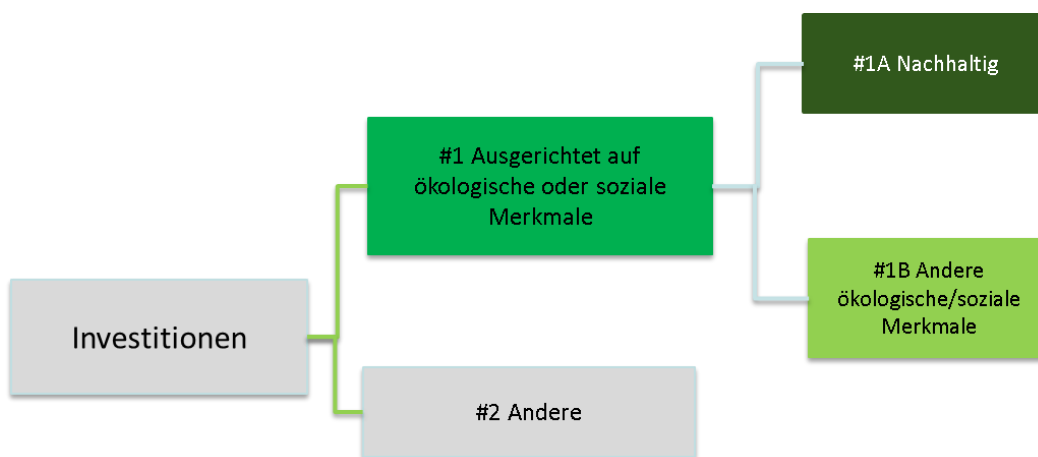 #1A Nachhaltig
#1 Ausgerichtet auf
ökologische oder soziale
Merkmale
#1B Andere
ökologische/soziale
Merkmale
Investitionen
#2 Andere